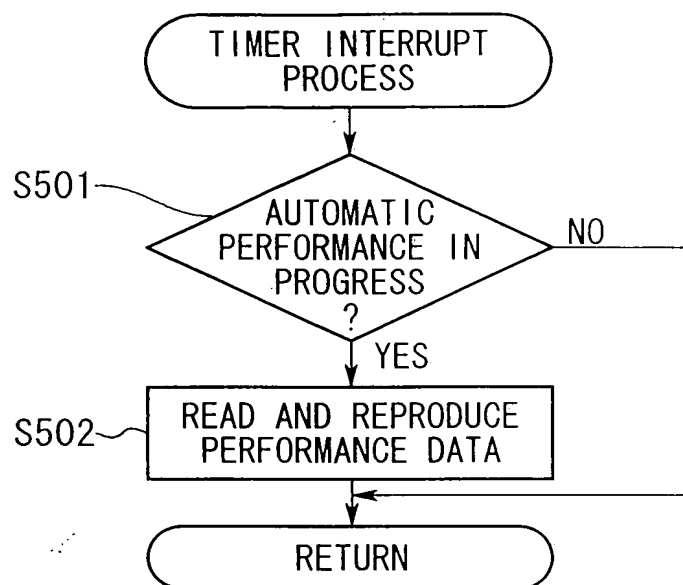 TIMER INTERRUPT
PROCESS
S501
AUTOMATIC
PERFORMANCE IN
PROGRESS
?
NO
YES
S502
READ AND REPRODUCE
PERFORMANCE DATA
RETURN